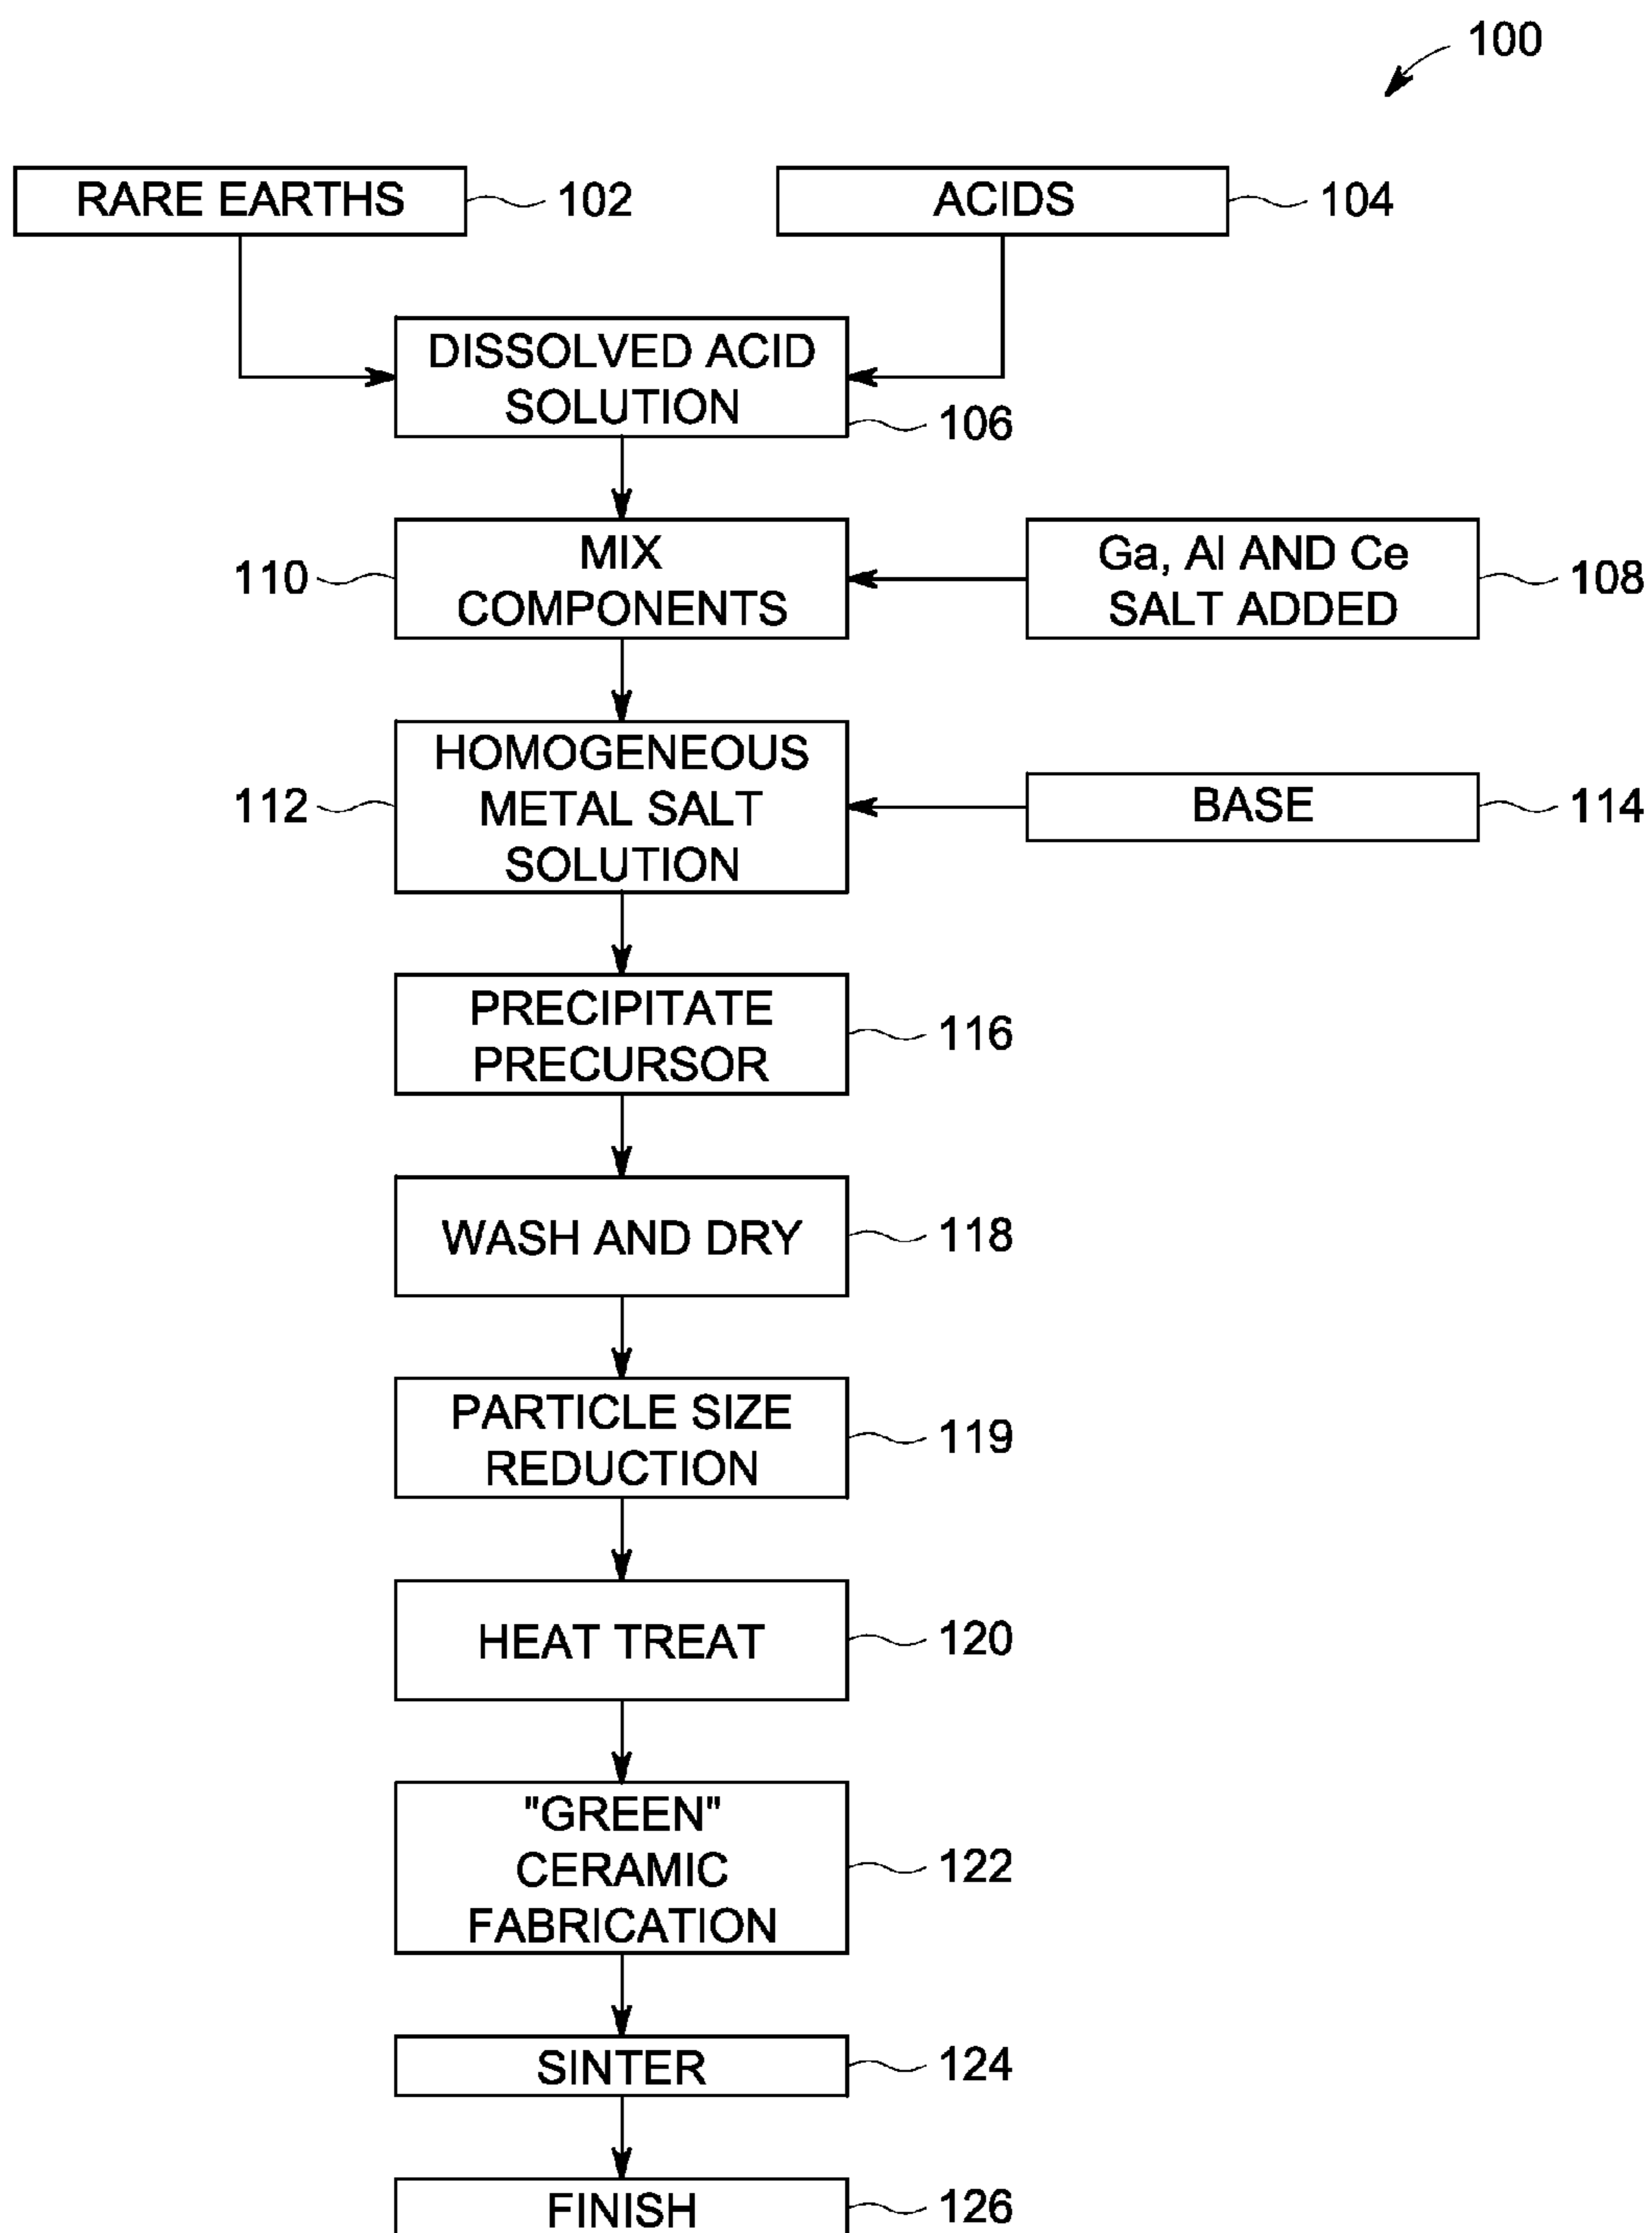 100
RARE EARTHS
102
ACIDS
104
DISSOLVED ACID
SOLUTION
106
110
MIX
COMPONENTS
Ga, Al AND Ce
SALT ADDED
108
112
HOMOGENEOUS
METAL SALT
SOLUTION
BASE
114
PRECIPITATE
PRECURSOR
116
WASH AND DRY
118
PARTICLE SIZE
REDUCTION
119
HEAT TREAT
120
"GREEN"
CERAMIC
FABRICATION
122
SINTER
124
FINISH
126